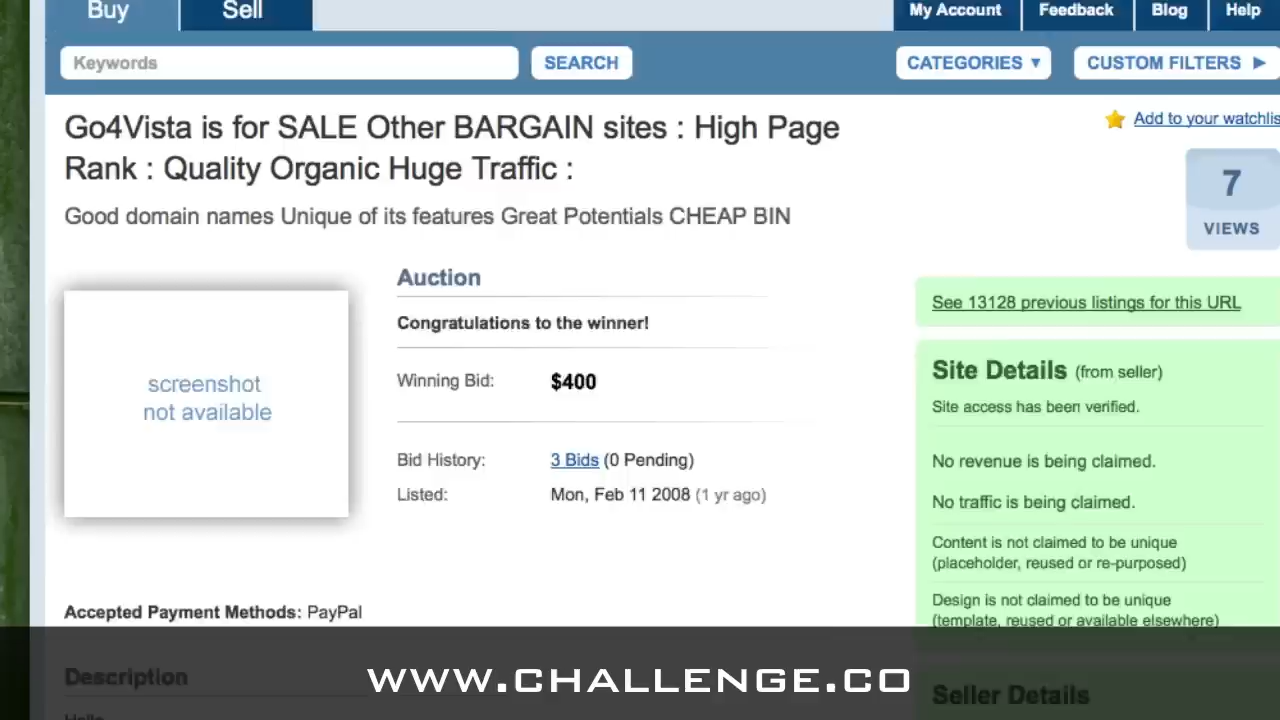 Buy Sell My Account Feedback Blog Help
Keywords SEARCH CATEGORIES ▼ CUSTOM FILTERS ►
Go4Vista is for SALE Other BARGAIN sites : High Page
Rank : Quality Organic Huge Traffic :
Add to your watchlis
Good domain names Unique of its features Great Potentials CHEAP BIN
7
VIEWS
screenshot
not available
Auction
Congratulations to the winner!
Winning Bid: $400
Bid History: 3 Bids (0 Pending)
Listed: Mon, Feb 11 2008 (1 yr ago)
See 13128 previous listings for this URL
Site Details (from seller)
Site access has been verified.
No revenue is being claimed.
No traffic is being claimed.
Content is not claimed to be unique
(placeholder, reused or re-purposed)
Design is not claimed to be unique
(template, reused or available elsewhere)
Accepted Payment Methods: PayPal
Description
Seller Details
WWW.CHALLENGE.CO